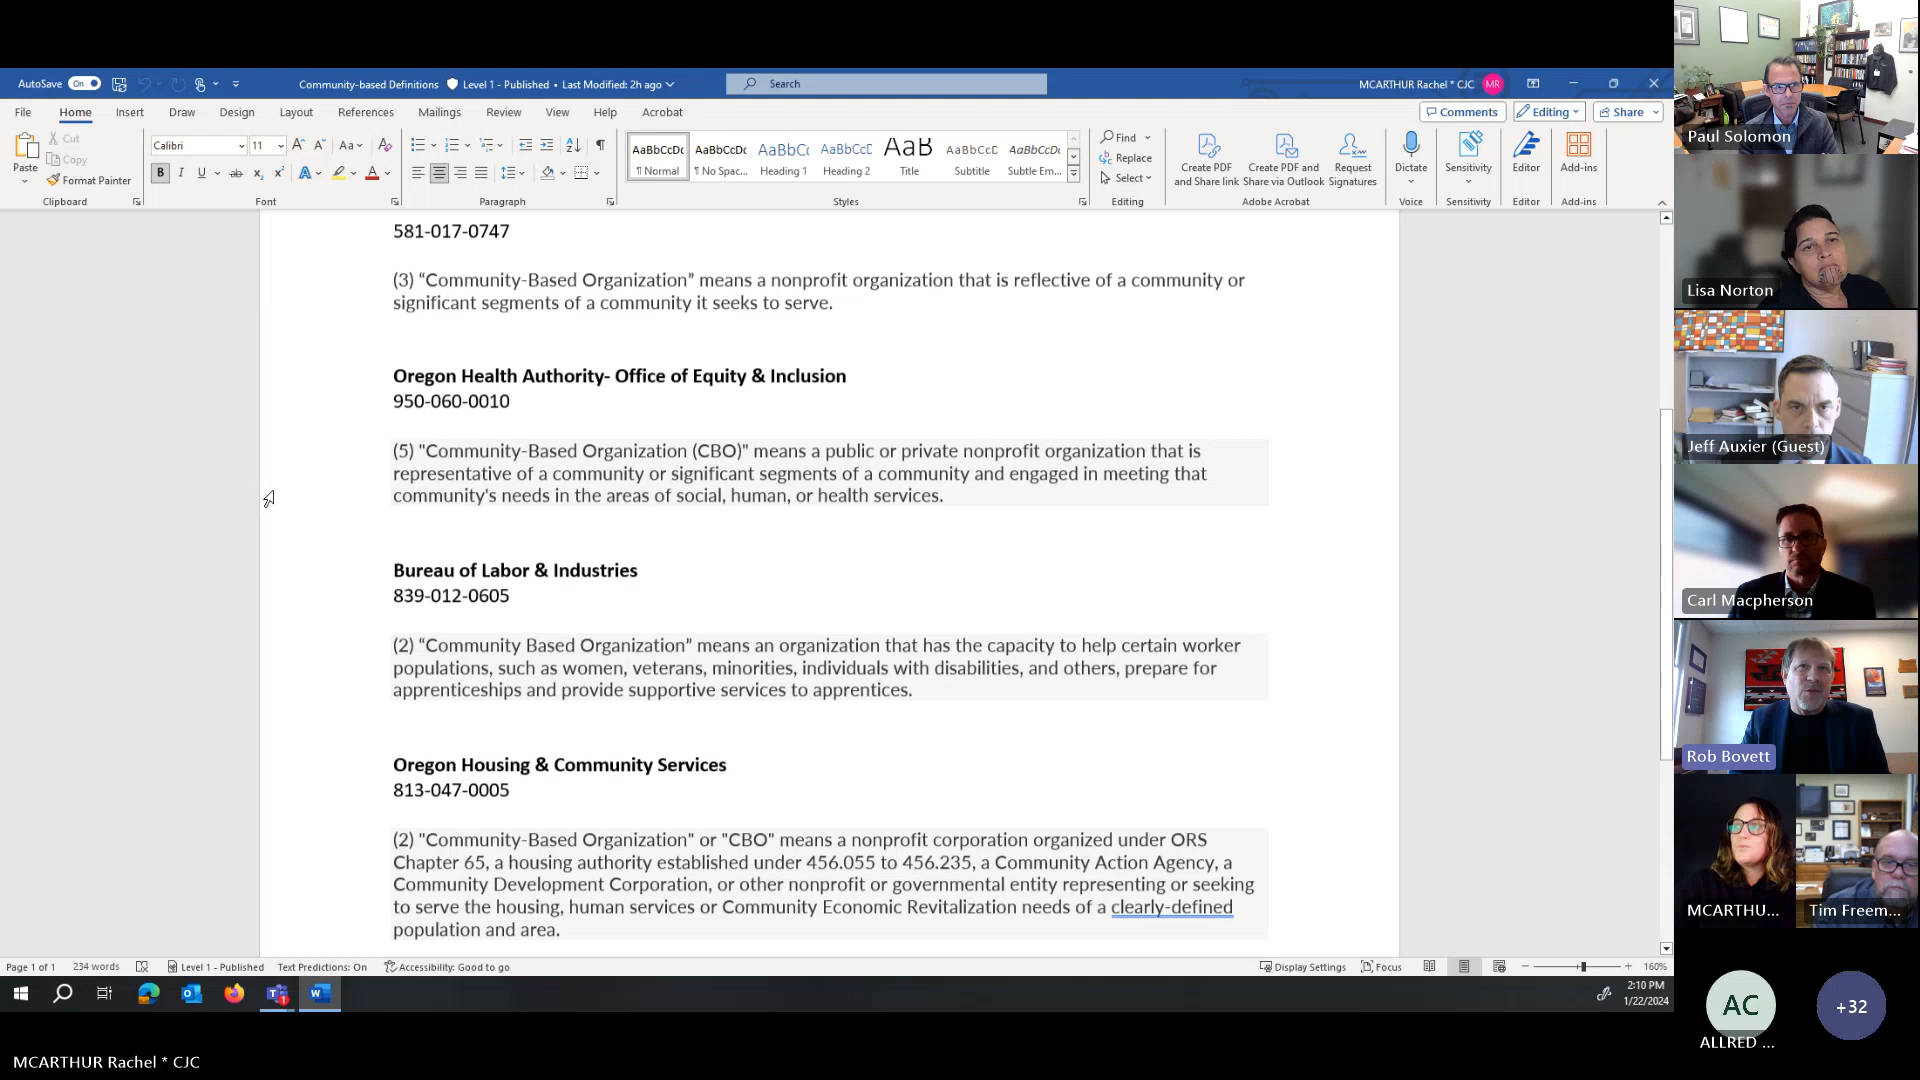 AutoSave On
Community-based Definitions Level 1 - Published • Last Modified: 2h ago
Search
MCARTHUR Rachel * CJC MR
File Home Insert Draw Design Layout References Mailings Review View Help Acrobat
Comments Editing Share
Paste
Cut
Copy
Format Painter
Clipboard
Calibri 11
Font
Paragraph
AaBbCcDc AaBbCcDc AaBbCc AaBbCcC AaB AaBbCcC AaBbCcDc
¶ Normal ¶ No Spac... Heading 1 Heading 2 Title Subtitle Subtle Em...
Styles
Find
Replace
Select
Editing
Create PDF and Share link
Create PDF and Share via Outlook
Request Signatures
Adobe Acrobat
Dictate
Voice
Sensitivity
Sensitivity
Editor
Editor
Add-ins
Add-ins
581-017-0747
(3) “Community-Based Organization” means a nonprofit organization that is reflective of a community or
significant segments of a community it seeks to serve.
Oregon Health Authority- Office of Equity & Inclusion
950-060-0010
(5) "Community-Based Organization (CBO)" means a public or private nonprofit organization that is
representative of a community or significant segments of a community and engaged in meeting that
community's needs in the areas of social, human, or health services.
Bureau of Labor & Industries
839-012-0605
(2) “Community Based Organization” means an organization that has the capacity to help certain worker
populations, such as women, veterans, minorities, individuals with disabilities, and others, prepare for
apprenticeships and provide supportive services to apprentices.
Oregon Housing & Community Services
813-047-0005
(2) "Community-Based Organization" or "CBO" means a nonprofit corporation organized under ORS
Chapter 65, a housing authority established under 456.055 to 456.235, a Community Action Agency, a
Community Development Corporation, or other nonprofit or governmental entity representing or seeking
to serve the housing, human services or Community Economic Revitalization needs of a clearly-defined
population and area.
Page 1 of 1 234 words Level 1 - Published Text Predictions: On Accessibility: Good to go
Display Settings Focus 160%
2:10 PM
1/22/2024
MCARTHUR Rachel * CJC
Paul Solomon
Lisa Norton
Jeff Auxier (Guest)
Carl Macpherson
Rob Bovett
MCARTHU... Tim Freem...
AC +32
ALLRED ...